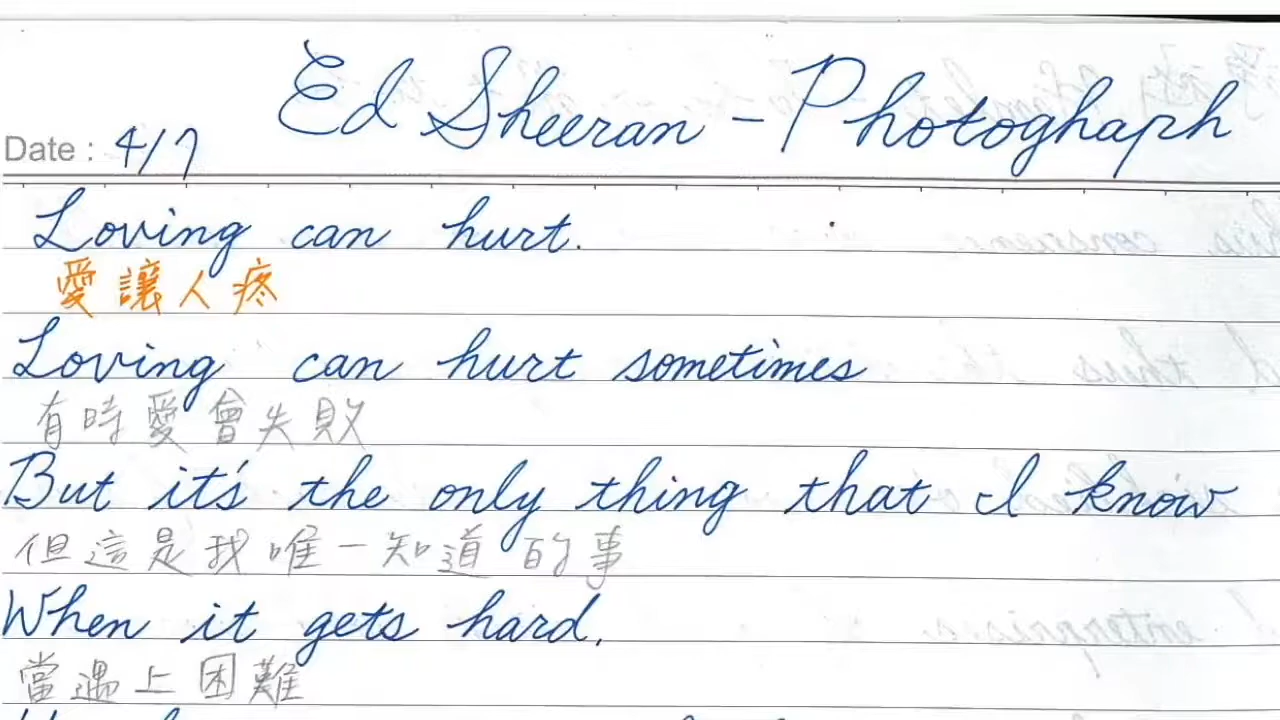 Ed Sheeran - Photoghaph
Date : 4/7
Loving can hurt.
愛讓人疼
Loving can hurt sometimes
有時愛會失敗
But it's the only thing that I know
但這是我唯一知道的事
When it gets hard,
當遇上困難